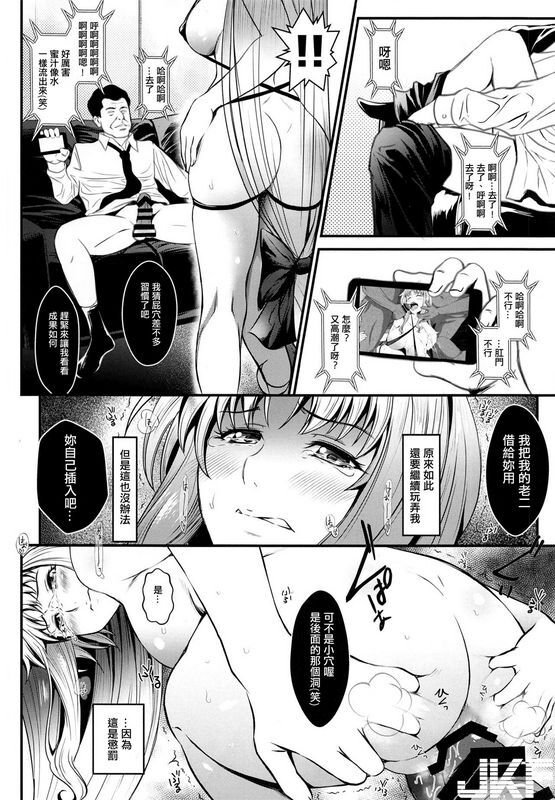 呀嗯
啊啊…去了！
去了、呼啊啊
去了呀！
!!
哈啊哈啊
…去了
呼啊啊啊啊
啊啊啊啊嗯！
好厲害
蜜汁像水
一樣流出來(笑)
哈啊哈啊
不行…
…肛門
不行
怎麼？
又高潮了呀？
我猜屁穴差不多
習慣了吧
趕緊來讓我看看
成果如何
我把我的老二
借給妳用
原來如此
還要繼續玩弄我
但是這也沒辦法
妳自己插入吧…
可不是小穴喔
是後面的那個洞(笑)
是…
…因為
這是懲罰
JKF